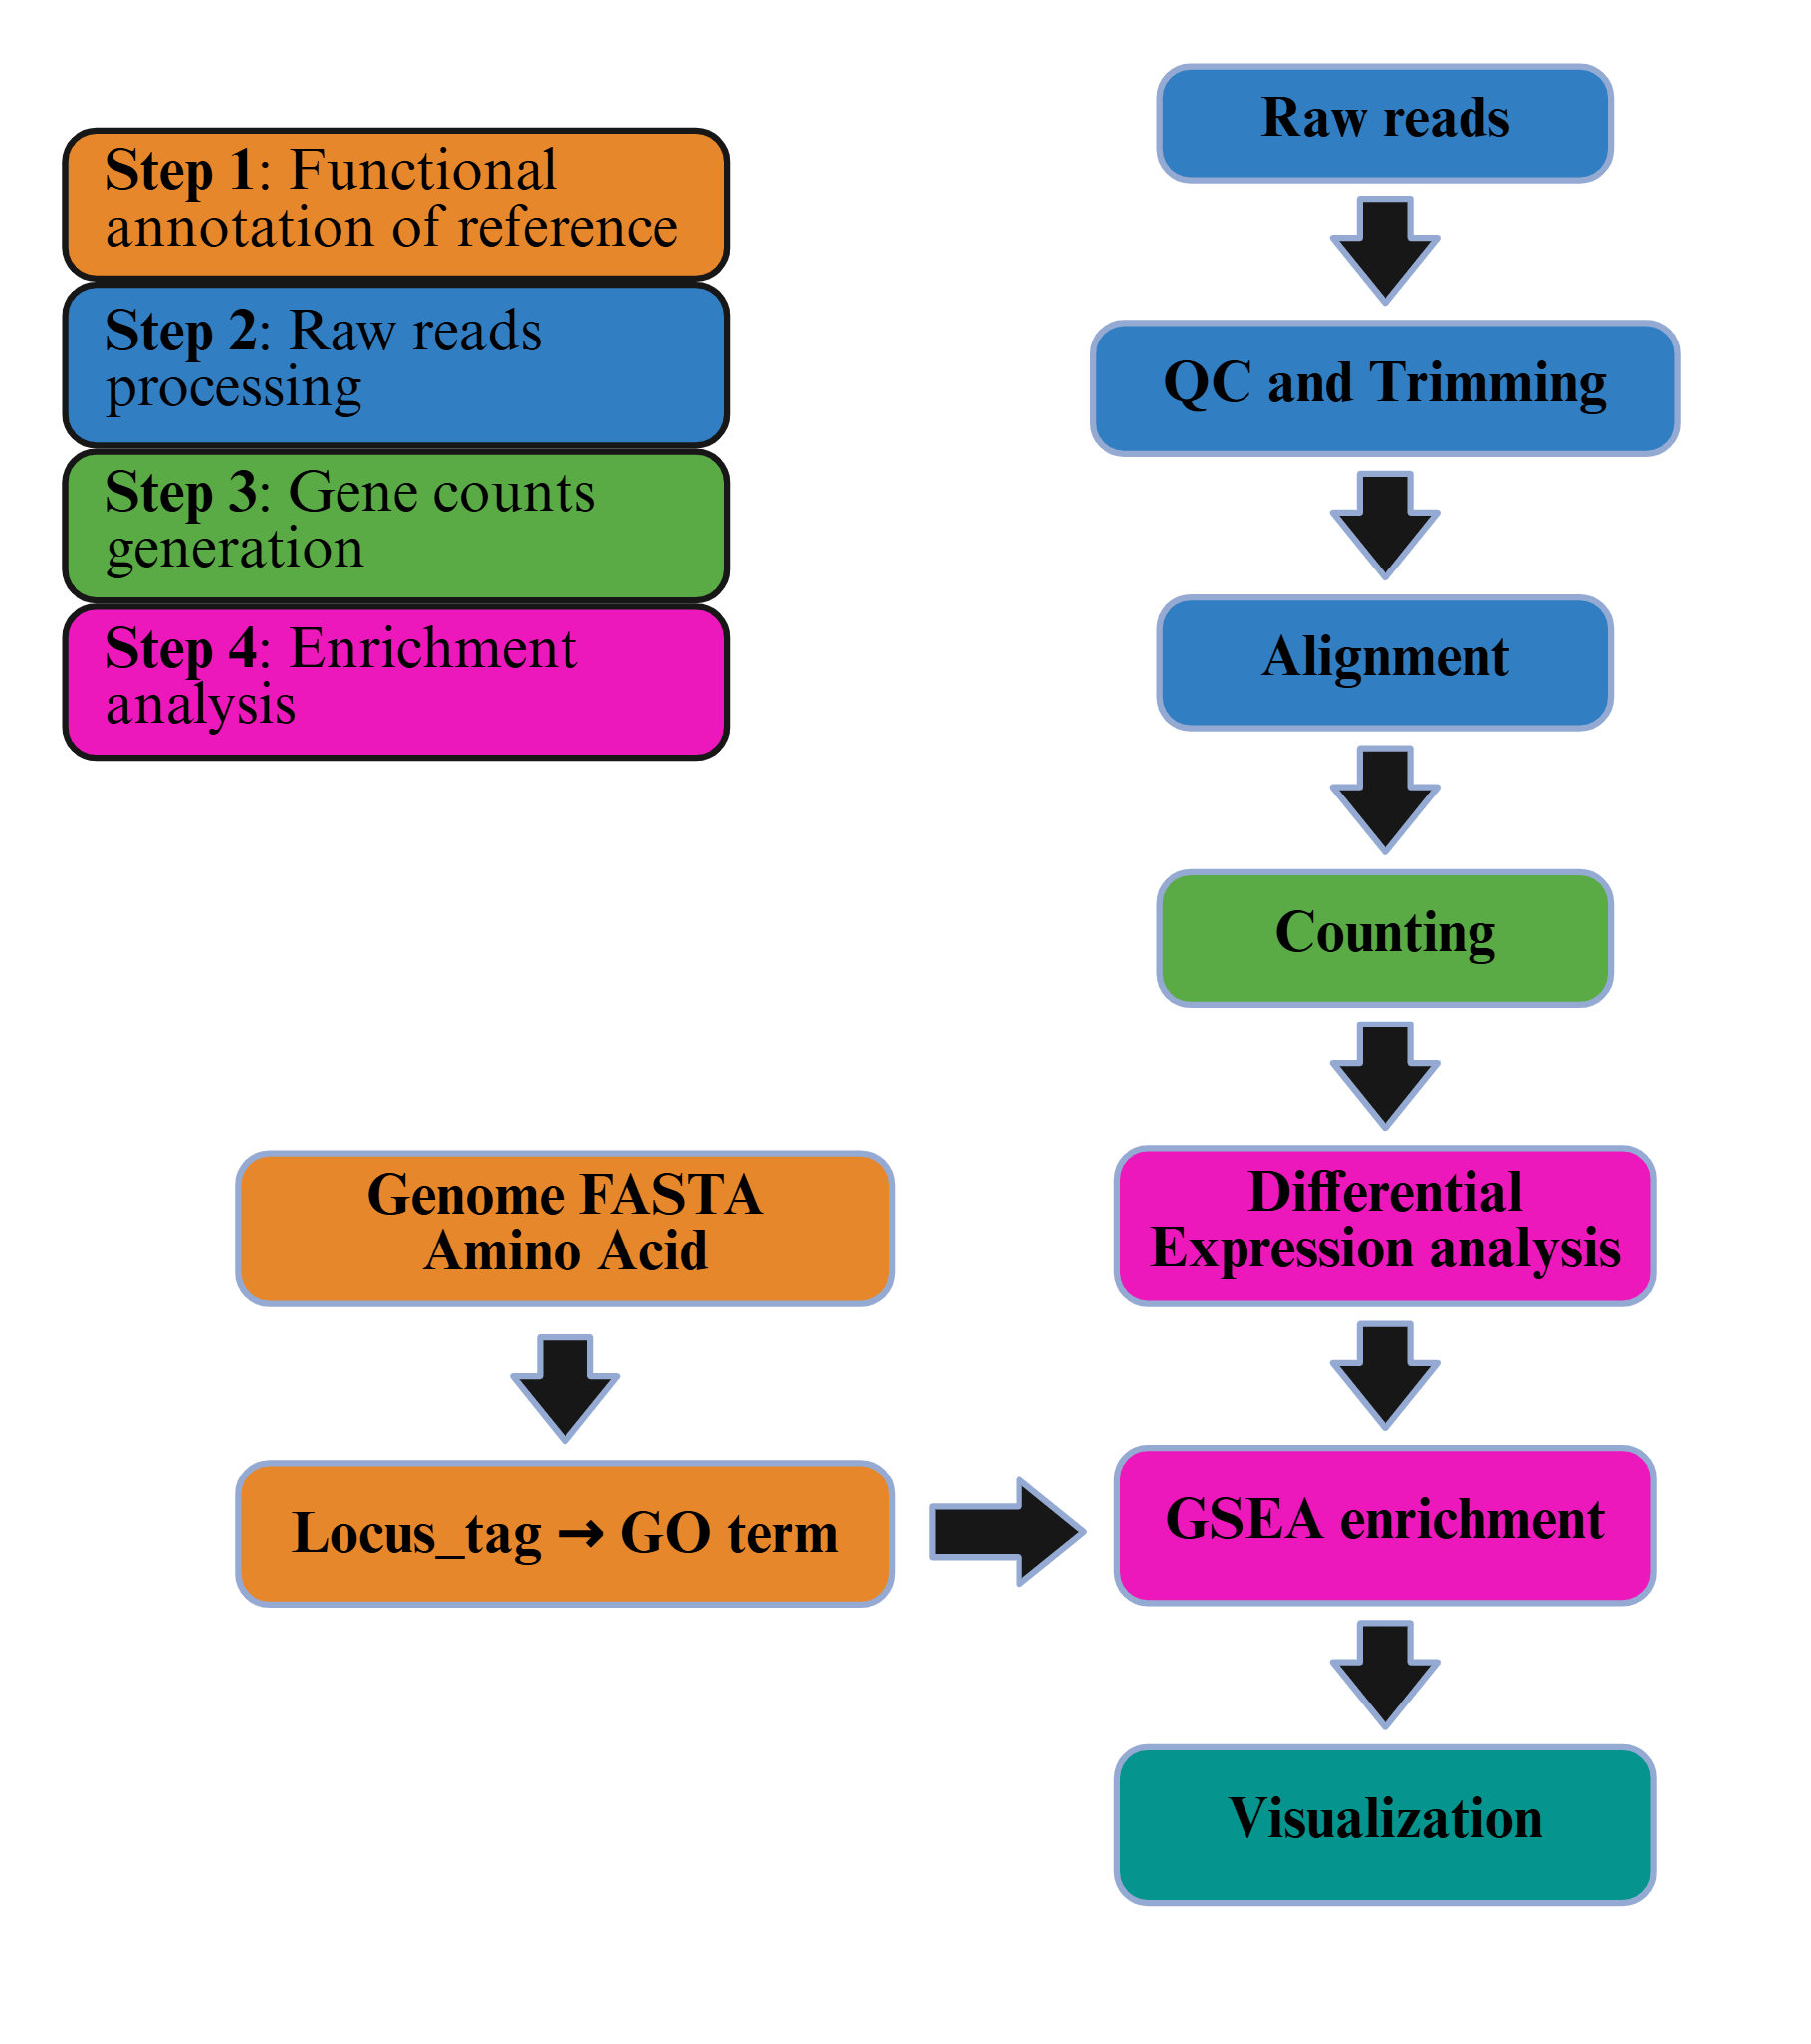 Step 1: Functional
annotation of reference
Step 2: Raw reads
processing
Step 3: Gene counts
generation
Step 4: Enrichment
analysis
Raw reads
QC and Trimming
Alignment
Counting
Differential
Expression analysis
Genome FASTA
Amino Acid
Locus_tag → GO term
GSEA enrichment
Visualization